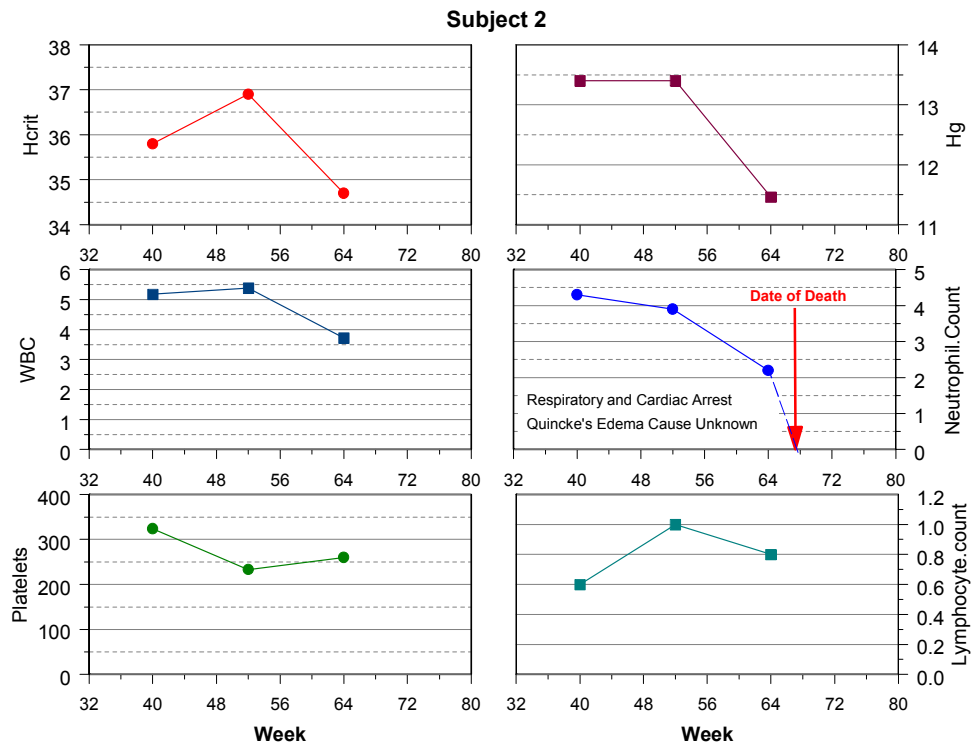 Subject 2
38
37
36
35
34
Hcrit
32 40 48 56 64 72 80
14
13
12
11
Hg
32 40 48 56 64 72 80
6
5
4
3
2
1
0
WBC
32 40 48 56 64 72 80
5
4
3
2
1
0
Neutrophil.Count
Date of Death
Respiratory and Cardiac Arrest
Quincke's Edema Cause Unknown
32 40 48 56 64 72 80
400
300
200
100
0
Platelets
32 40 48 56 64 72 80
Week
1.2
1.0
0.8
0.6
0.4
0.2
0.0
Lymphocyte.count
32 40 48 56 64 72 80
Week